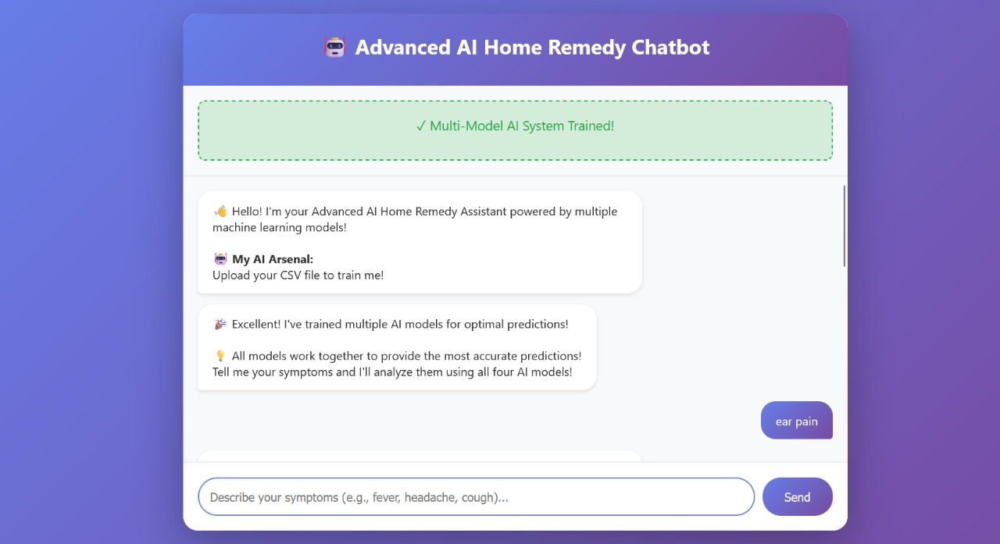 🤖 Advanced AI Home Remedy Chatbot
✓ Multi-Model AI System Trained!
👋 Hello! I'm your Advanced AI Home Remedy Assistant powered by multiple
machine learning models!
🤖 My AI Arsenal:
Upload your CSV file to train me!
🎉 Excellent! I've trained multiple AI models for optimal predictions!
💡 All models work together to provide the most accurate predictions!
Tell me your symptoms and I'll analyze them using all four AI models!
ear pain
Describe your symptoms (e.g., fever, headache, cough)...
Send